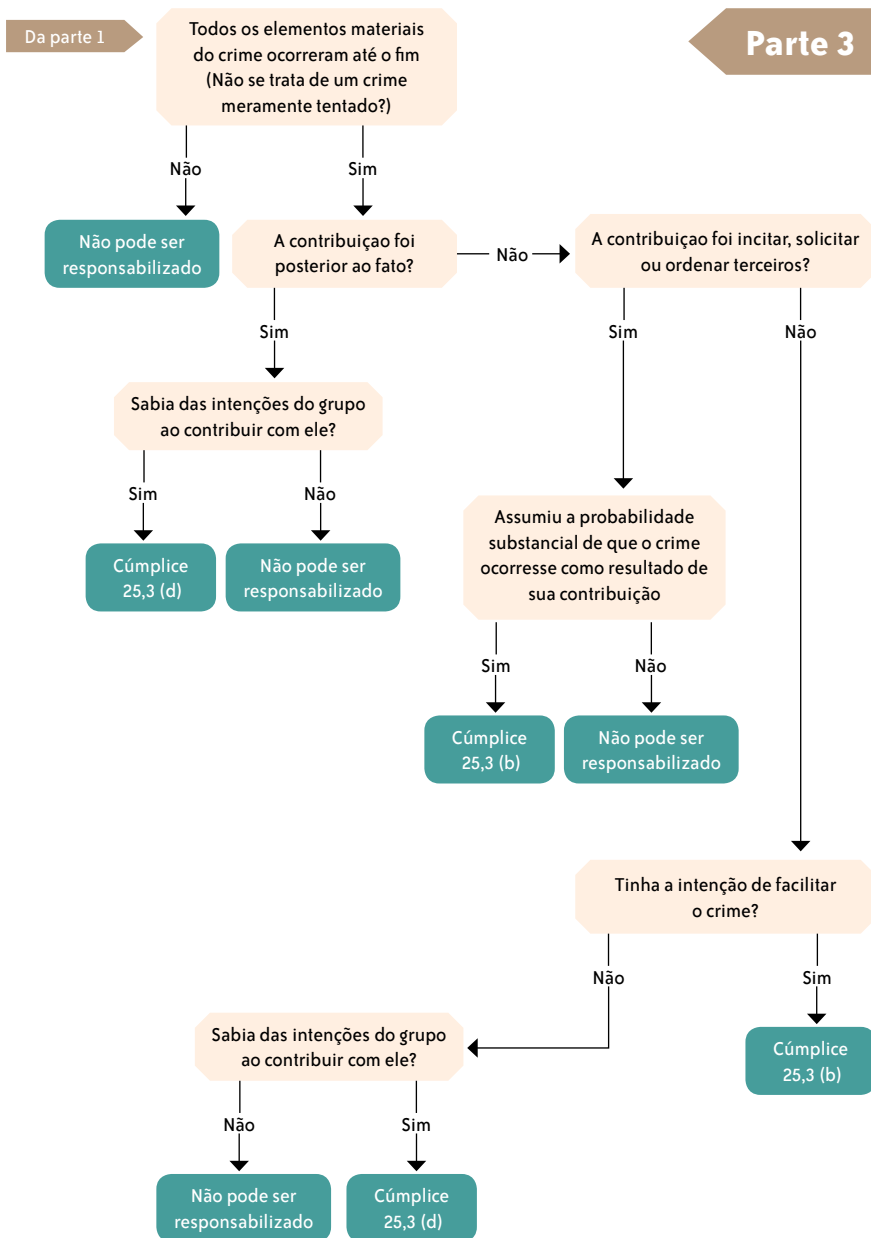 Da parte 1
Todos os elementos materiais
do crime ocorreram até o fim
(Não se trata de um crime
meramente tentado?)
Parte 3
Não
Sim
Não pode ser
responsabilizado
A contribuiçao foi
posterior ao fato?
Não
A contribuiçao foi incitar, solicitar
ou ordenar terceiros?
Sim
Sim
Não
Sabia das intenções do grupo
ao contribuir com ele?
Sim
Não
Assumiu a probabilidade
substancial de que o crime
ocorresse como resultado de
sua contribuição
Cúmplice
25,3 (d)
Não pode ser
responsabilizado
Sim
Não
Cúmplice
25,3 (b)
Não pode ser
responsabilizado
Tinha a intenção de facilitar
o crime?
Não
Sim
Sabia das intenções do grupo
ao contribuir com ele?
Cúmplice
25,3 (b)
Não
Sim
Não pode ser
responsabilizado
Cúmplice
25,3 (d)